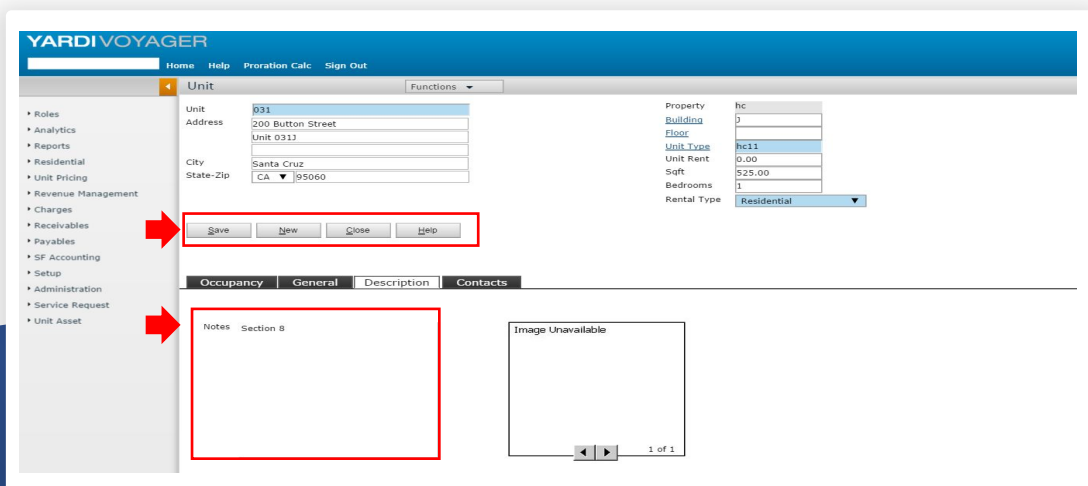 YARDI VOYAGER
Home Help Proration Calc Sign Out
Unit Functions
Roles
Analytics
Reports
Residential
Unit Pricing
Revenue Management
Charges
Receivables
Payables
SF Accounting
Setup
Administration
Service Request
Unit Asset
Unit 031
Address 200 Button Street
Unit 031J
City Santa Cruz
State-Zip CA 95060
Property hc
Building J
Floor
Unit Type hc11
Unit Rent 0.00
Sqft 525.00
Bedrooms 1
Rental Type Residential
Save New Close Help
Occupancy General Description Contacts
Notes Section 8
Image Unavailable
1 of 1